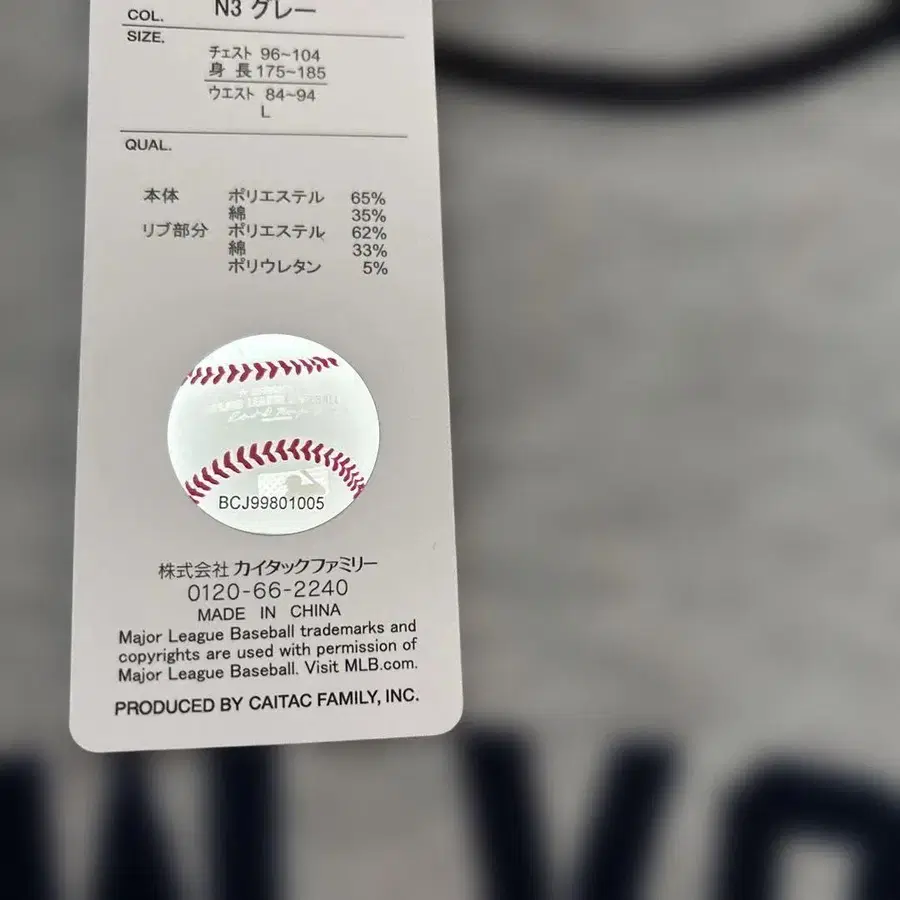 COL. N3 グレー
SIZE.
チェスト 96~104
身 長 175~185
ウエスト 84~94
L
QUAL.
本体 ポリエステル 65%
綿 35%
リブ部分 ポリエステル 62%
綿 33%
ポリウレタン 5%
BCJ99801005
株式会社 カイタックファミリー
0120-66-2240
MADE IN CHINA
Major League Baseball trademarks and
copyrights are used with permission of
Major League Baseball. Visit MLB.com.
PRODUCED BY CAITAC FAMILY, INC.
W YO